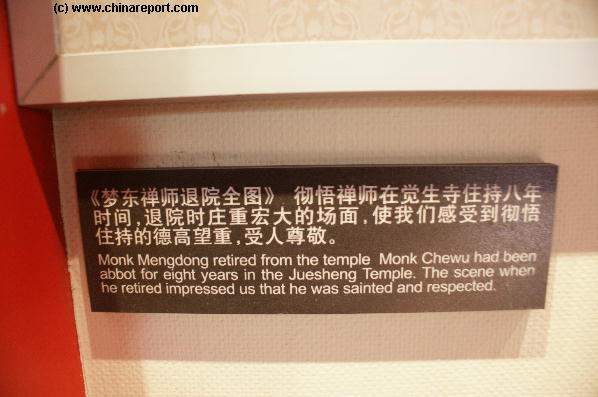 (c) www.chinareport.com
《梦东禅师退院全图》 彻悟禅师在觉生寺住持八年
时间,退院时庄重宏大的场面,使我们感受到彻悟
住持的德高望重,受人尊敬。
Monk Mengdong retired from the temple Monk Chewu had been
abbot for eight years in the Juesheng Temple. The scene when
he retired impressed us that he was sainted and respected.